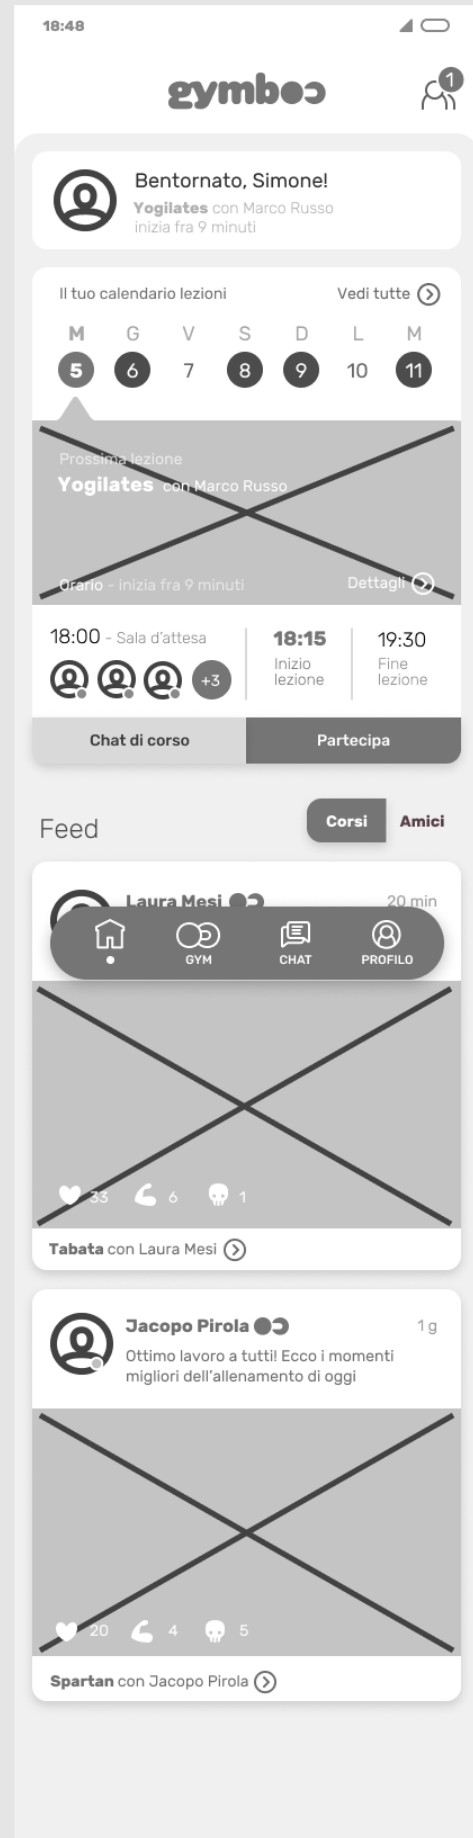 18:48
gymboc
1
Bentornato, Simone!
Yogilates con Marco Russo
inizia fra 9 minuti
Il tuo calendario lezioni
Vedi tutte
M G V S D L M
5 6 7 8 9 10 11
Prossima lezione
Yogilates con Marco Russo
Orario - inizia fra 9 minuti
Dettagli
18:00 - Sala d'attesa
+3
18:15
Inizio
lezione
19:30
Fine
lezione
Chat di corso
Partecipa
Feed
Corsi
Amici
Laura Mesi
20 min
GYM
CHAT
PROFILO
33 6 1
Tabata con Laura Mesi
Jacopo Pirola
1 g
Ottimo lavoro a tutti! Ecco i momenti
migliori dell'allenamento di oggi
20 4 5
Spartan con Jacopo Pirola